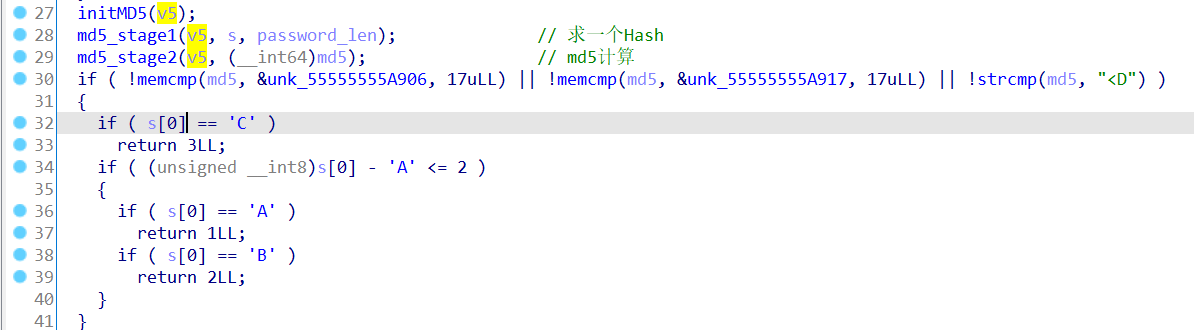 27 initMD5(v5);
28 md5_stage1(v5, s, password_len); // 求一个Hash
29 md5_stage2(v5, (__int64)md5); // md5计算
30 if ( !memcmp(md5, &unk_55555555A906, 17uLL) || !memcmp(md5, &unk_55555555A917, 17uLL) || !strcmp(md5, "<D") )
31 {
32 if ( s[0] == 'C' )
33 return 3LL;
34 if ( (unsigned __int8)s[0] - 'A' <= 2 )
35 {
36 if ( s[0] == 'A' )
37 return 1LL;
38 if ( s[0] == 'B' )
39 return 2LL;
40 }
41 }